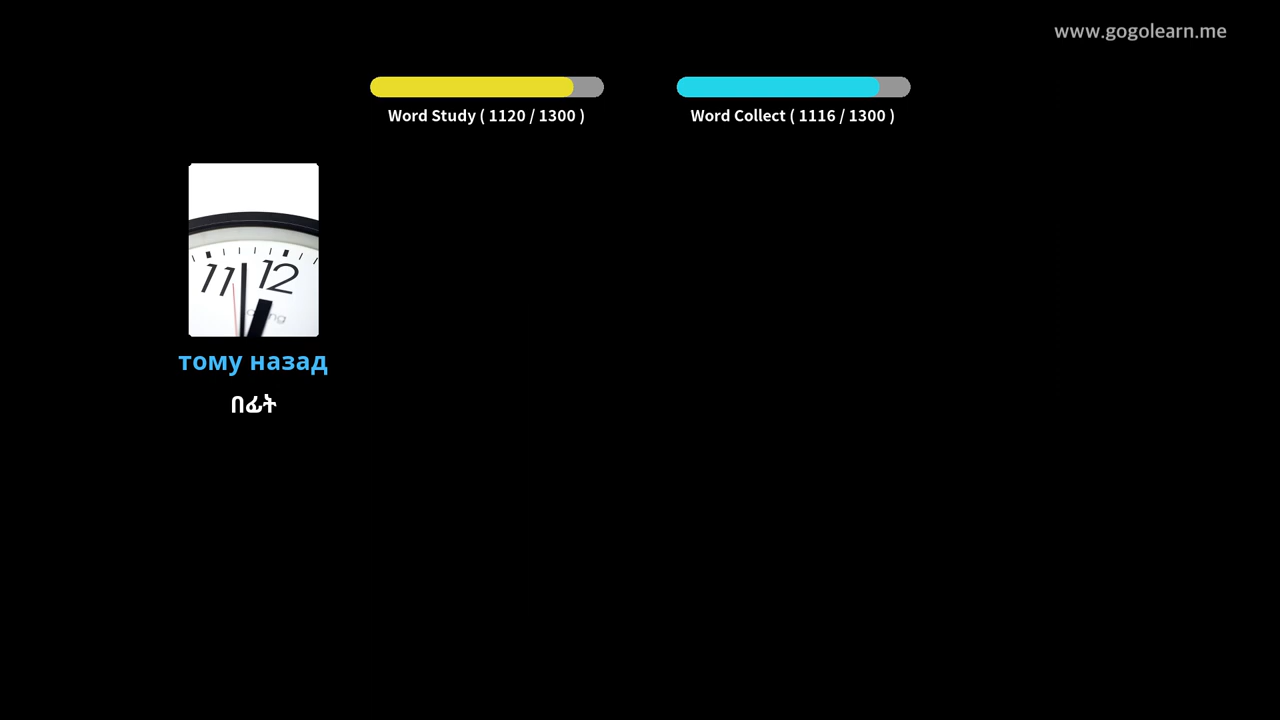 www.gogolearn.me
Word Study ( 1120 / 1300 )
Word Collect ( 1116 / 1300 )
11 12
тому назад
በፊት